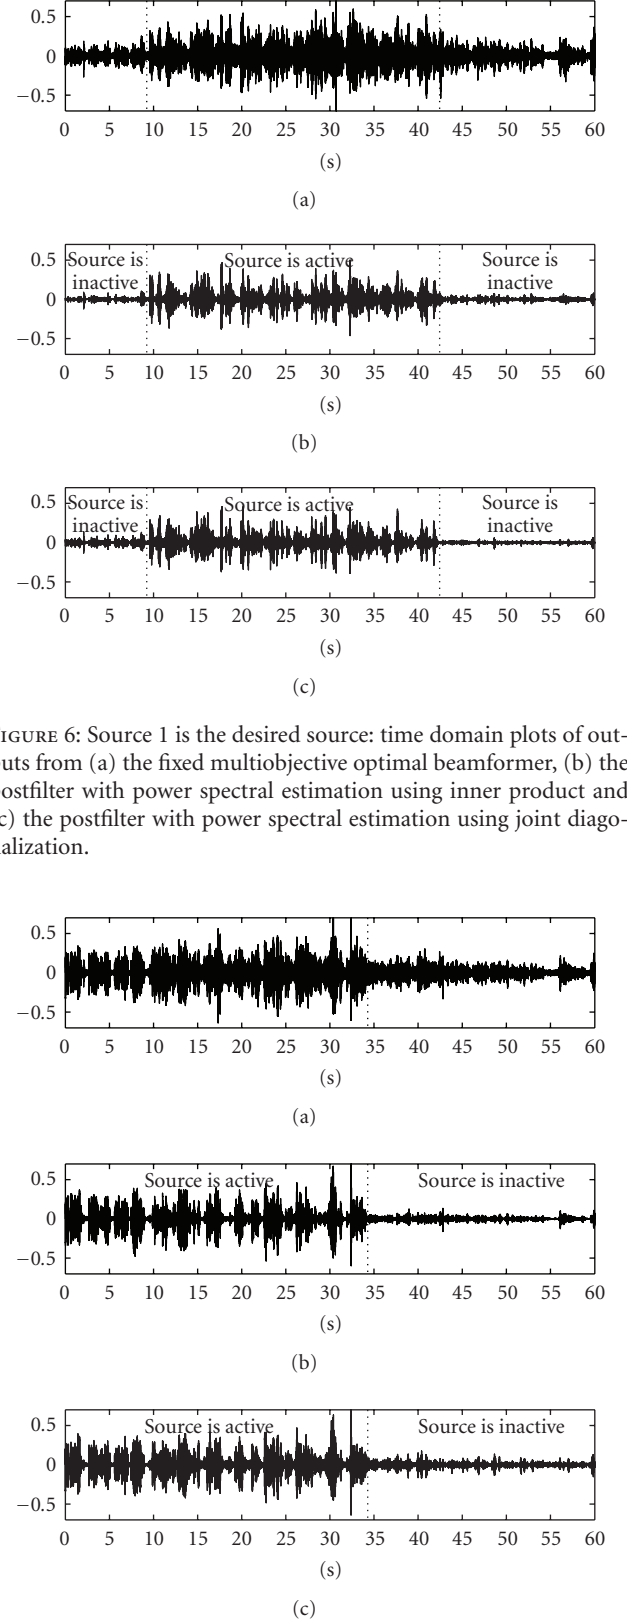 0.5
0
−0.5
0 5 10 15 20 25 30 35 40 45 50 55 60
(s)
(a)
0.5
0
−0.5
Source is
inactive
Source is active
Source is
inactive
0 5 10 15 20 25 30 35 40 45 50 55 60
(s)
(b)
0.5
0
−0.5
Source is
inactive
Source is active
Source is
inactive
0 5 10 15 20 25 30 35 40 45 50 55 60
(s)
(c)
IGURE 6: Source 1 is the desired source: time domain plots of out-
uts from (a) the fixed multiobjective optimal beamformer, (b) the
ostfilter with power spectral estimation using inner product and
c) the postfilter with power spectral estimation using joint diago-
alization.
0.5
0
−0.5
0 5 10 15 20 25 30 35 40 45 50 55 60
(s)
(a)
0.5
0
−0.5
Source is active
Source is inactive
0 5 10 15 20 25 30 35 40 45 50 55 60
(s)
(b)
0.5
0
−0.5
Source is active
Source is inactive
0 5 10 15 20 25 30 35 40 45 50 55 60
(s)
(c)